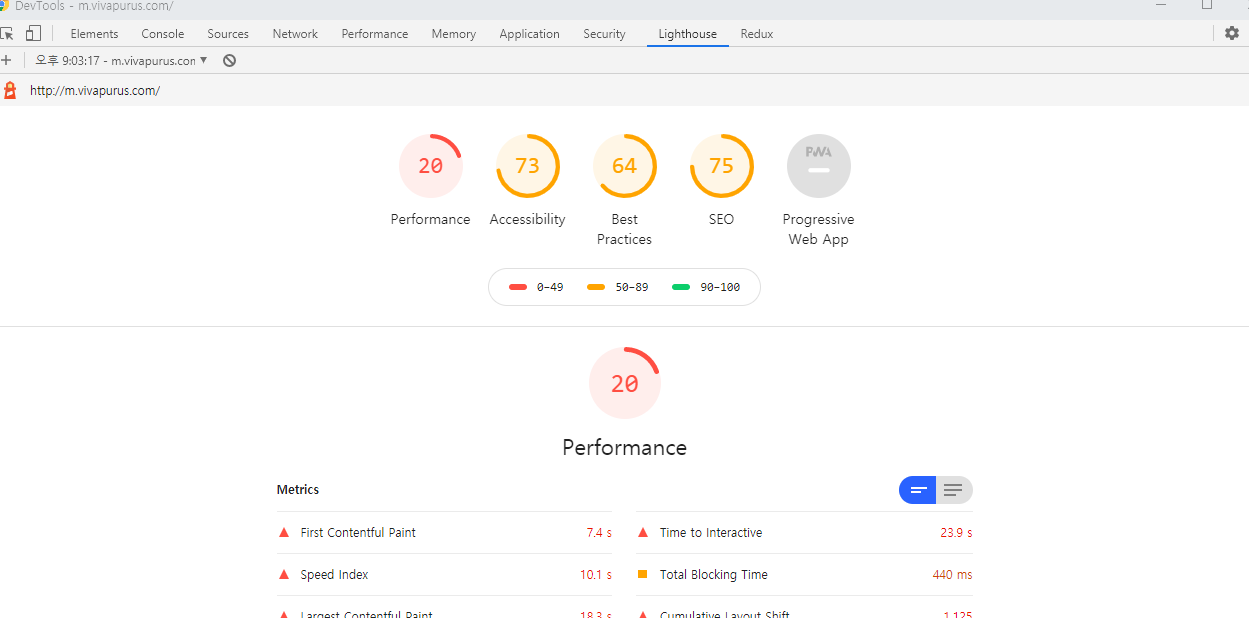 DevTools - m.vivapurus.com/
Elements Console Sources Network Performance Memory Application Security Lighthouse Redux
오후 9:03:17 - m.vivapurus.con
http://m.vivapurus.com/
20 73 64 75 PWA
Performance Accessibility Best Practices SEO Progressive Web App
0–49 50–89 90–100
20
Performance
Metrics
First Contentful Paint 7.4 s
Time to Interactive 23.9 s
Speed Index 10.1 s
Total Blocking Time 440 ms
Largest Contentful Paint 18.3 s
Cumulative Layout Shift 1.125